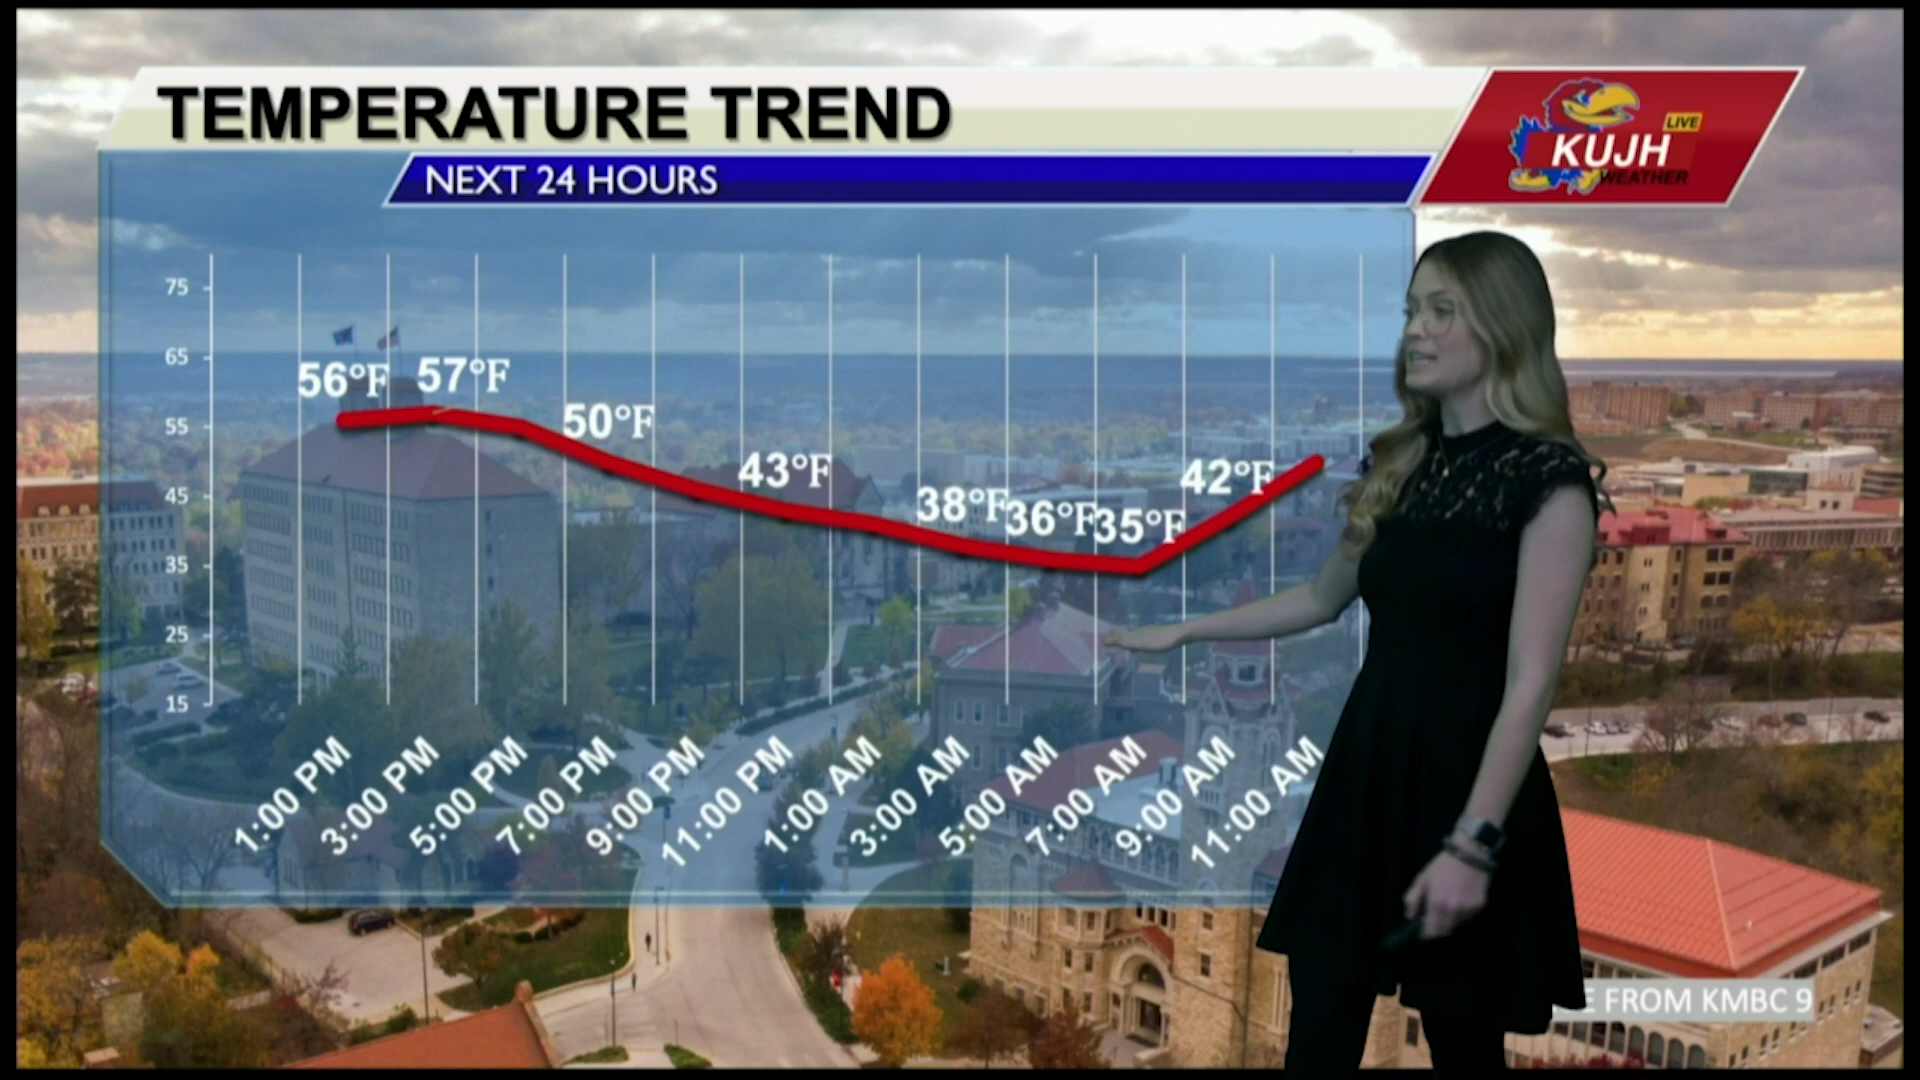 TEMPERATURE TREND
LIVE
KUJH
WEATHER
NEXT 24 HOURS
75
65
55
45
35
25
15
56°F
57°F
50°F
43°F
38°F
36°F
35°F
42°F
1:00 PM
3:00 PM
5:00 PM
7:00 PM
9:00 PM
11:00 PM
1:00 AM
3:00 AM
5:00 AM
7:00 AM
9:00 AM
11:00 AM
FROM KMBC 9